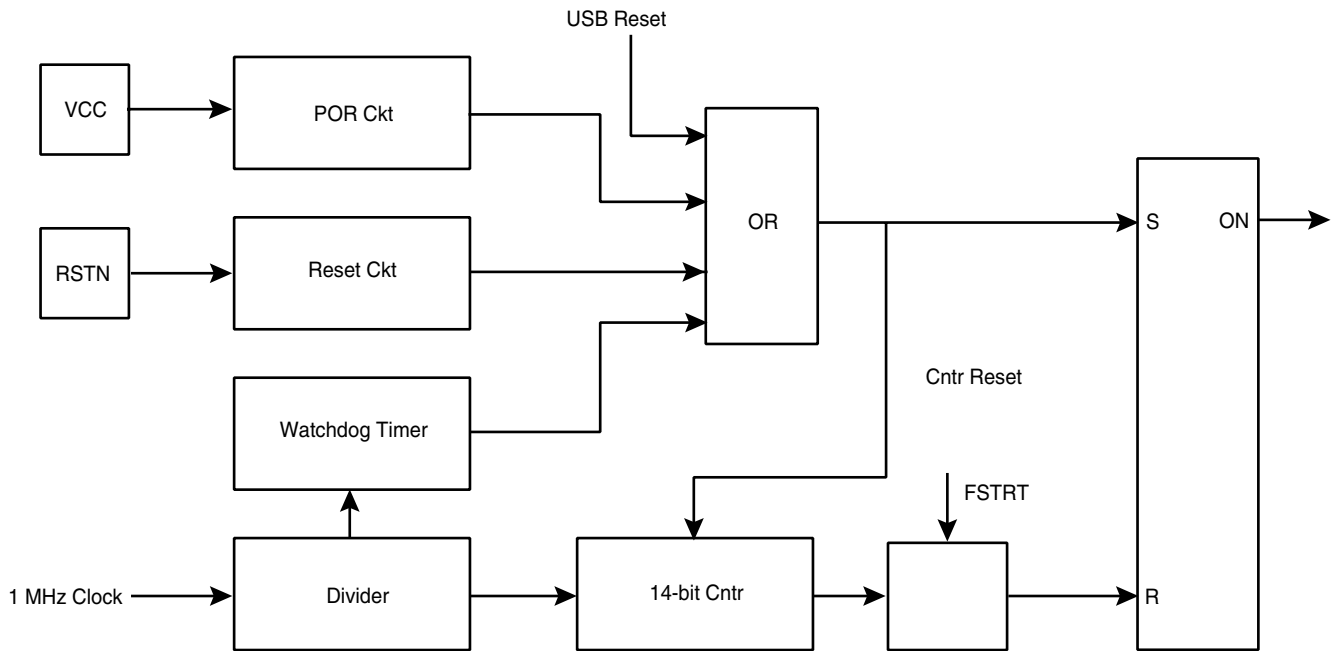 USB Reset
VCC
POR Ckt
OR
S
ON
RSTN
Reset Ckt
Cntr Reset
Watchdog Timer
FSTRT
1 MHz Clock
Divider
14-bit Cntr
R